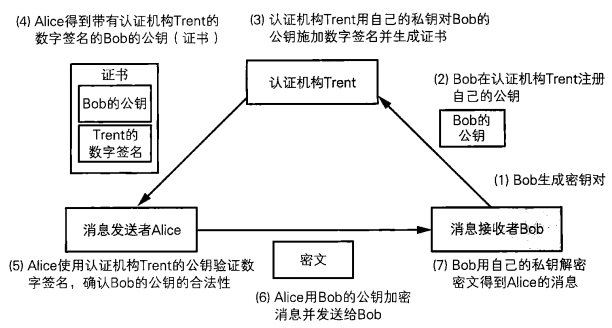 (4) Alice得到带有认证机构Trent的
数字签名的Bob的公钥（证书）
(3) 认证机构Trent用自己的私钥对Bob的
公钥施加数字签名并生成证书
证书
Bob的公钥
Trent的
数字签名
认证机构Trent
(2) Bob在认证机构Trent注册
自己的公钥
Bob的
公钥
(1) Bob生成密钥对
消息发送者Alice
消息接收者Bob
(5) Alice使用认证机构Trent的公钥验证数
字签名，确认Bob的公钥的合法性
密文
(7) Bob用自己的私钥解密
密文得到Alice的消息
(6) Alice用Bob的公钥加密
消息并发送给Bob